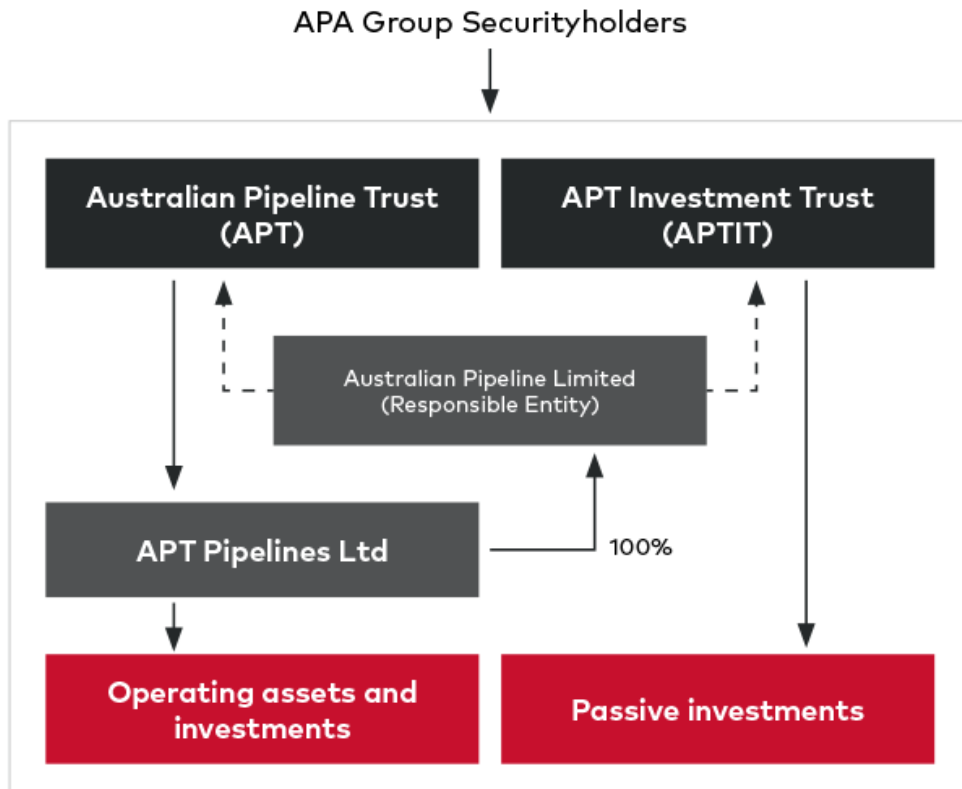 APA Group Securityholders
Australian Pipeline Trust
(APT)
APT Investment Trust
(APTIT)
Australian Pipeline Limited
(Responsible Entity)
APT Pipelines Ltd
100%
Operating assets and
investments
Passive investments